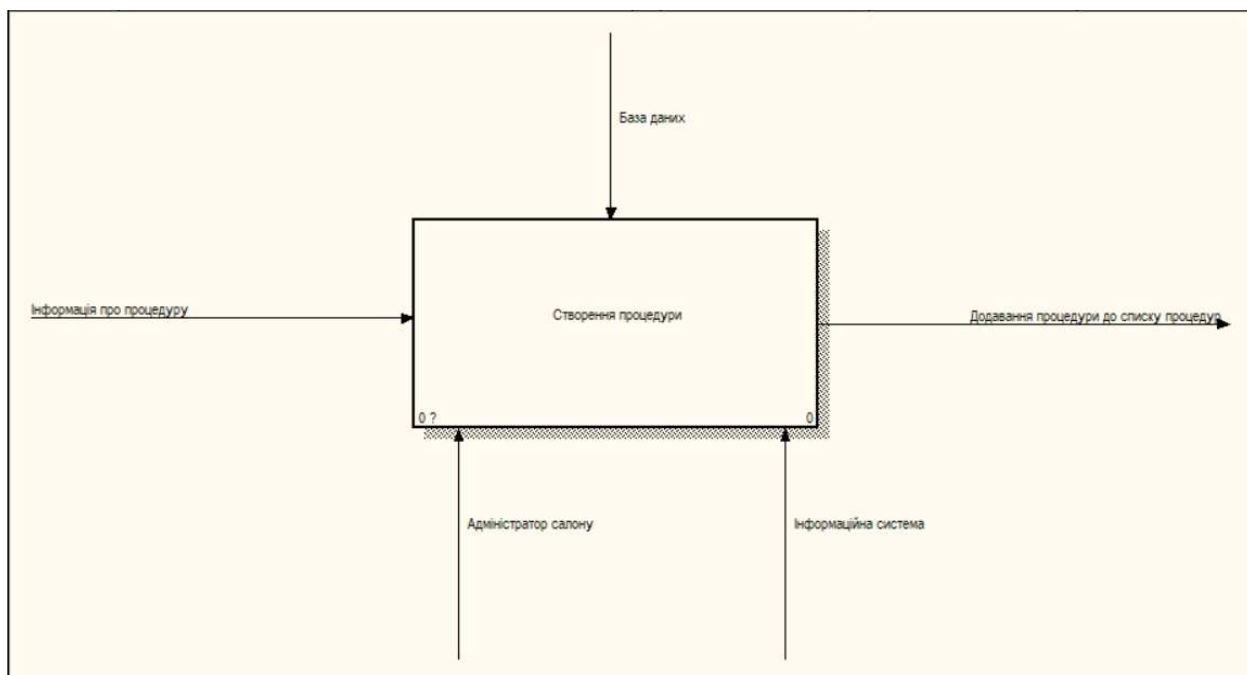 База даних
Інформація про процедуру
Створення процедури
Додавання процедури до списку процедур
0 ?
0
Адміністратор салону
Інформаційна система